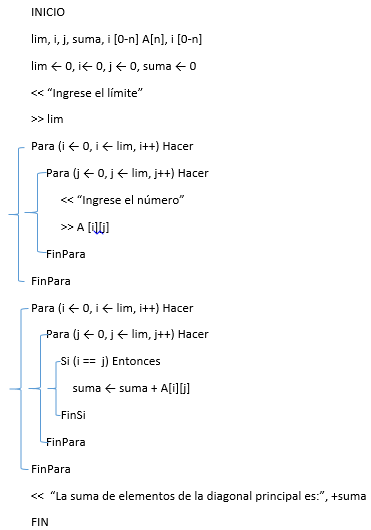 INICIO
lim, i, j, suma, i [0-n] A[n], i [0-n]
lim ← 0, i← 0, j ← 0, suma ← 0
<< “Ingrese el límite”
>> lim
Para (i ← 0, i ← lim, i++) Hacer
Para (j ← 0, j ← lim, j++) Hacer
<< “Ingrese el número”
>> A [i][j]
FinPara
FinPara
Para (i ← 0, i ← lim, i++) Hacer
Para (j ← 0, j ← lim, j++) Hacer
Si (i == j) Entonces
suma ← suma + A[i][j]
FinSi
FinPara
FinPara
<< “La suma de elementos de la diagonal principal es:”, +suma
FIN